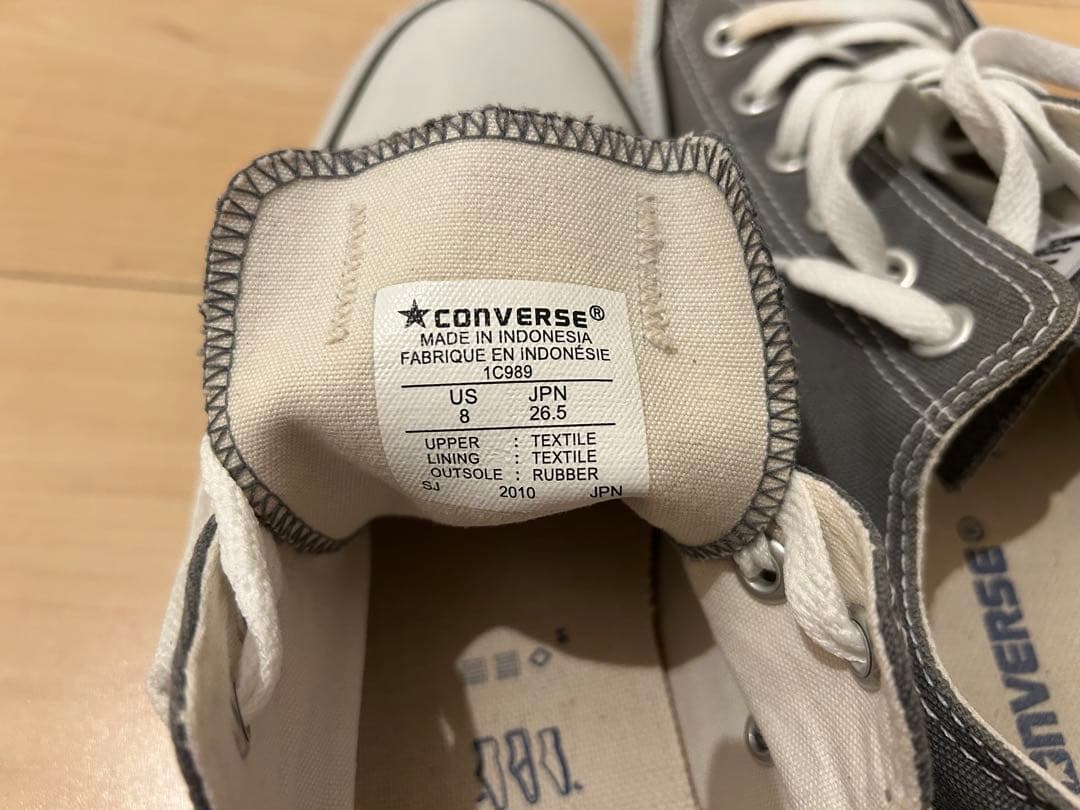 ★CONVERSE®
MADE IN INDONESIA
FABRIQUE EN INDONÉSIE
1C989
US JPN
8 26.5
UPPER : TEXTILE
LINING : TEXTILE
OUTSOLE : RUBBER
SJ 2010 JPN
CONVERSE®